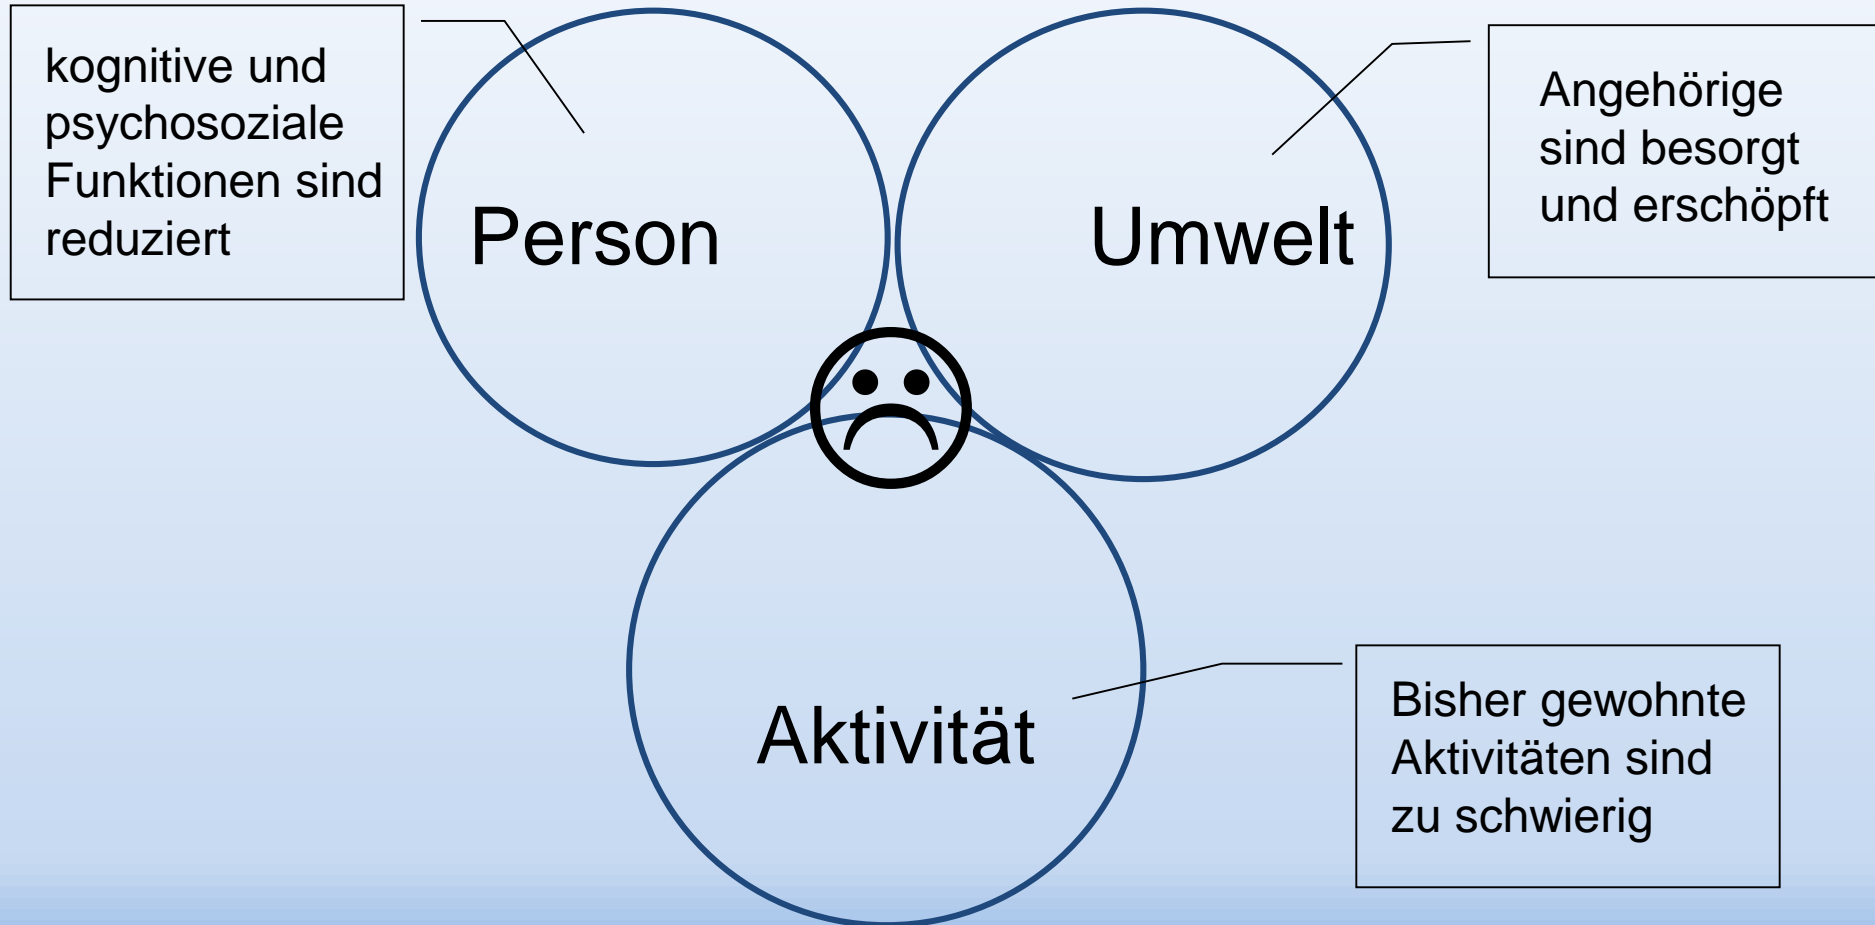 kognitive und
psychosoziale
Funktionen sind
reduziert
Person
Umwelt
Angehörige
sind besorgt
und erschöpft
Aktivität
Bisher gewohnte
Aktivitäten sind
zu schwierig